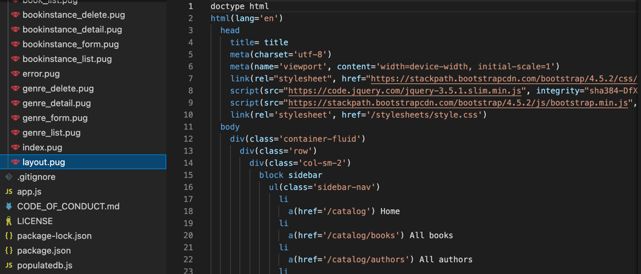 book_list.pug
bookinstance_delete.pug
bookinstance_detail.pug
bookinstance_form.pug
bookinstance_list.pug
error.pug
genre_delete.pug
genre_detail.pug
genre_form.pug
genre_list.pug
index.pug
layout.pug
.gitignore
JS app.js
CODE_OF_CONDUCT.md
LICENSE
{} package-lock.json
{} package.json
JS populatedb.js
1 doctype html
2 html(lang='en')
3 head
4 title= title
5 meta(charset='utf-8')
6 meta(name='viewport', content='width=device-width, initial-scale=1')
7 link(rel="stylesheet", href="https://stackpath.bootstrapcdn.com/bootstrap/4.5.2/css/
8 script(src="https://code.jquery.com/jquery-3.5.1.slim.min.js", integrity="sha384-DfX
9 script(src="https://stackpath.bootstrapcdn.com/bootstrap/4.5.2/js/bootstrap.min.js",
10 link(rel='stylesheet', href='/stylesheets/style.css')
11 body
12 div(class='container-fluid')
13 div(class='row')
14 div(class='col-sm-2')
15 block sidebar
16 ul(class='sidebar-nav')
17 li
18 a(href='/catalog') Home
19 li
20 a(href='/catalog/books') All books
21 li
22 a(href='/catalog/authors') All authors
23 li